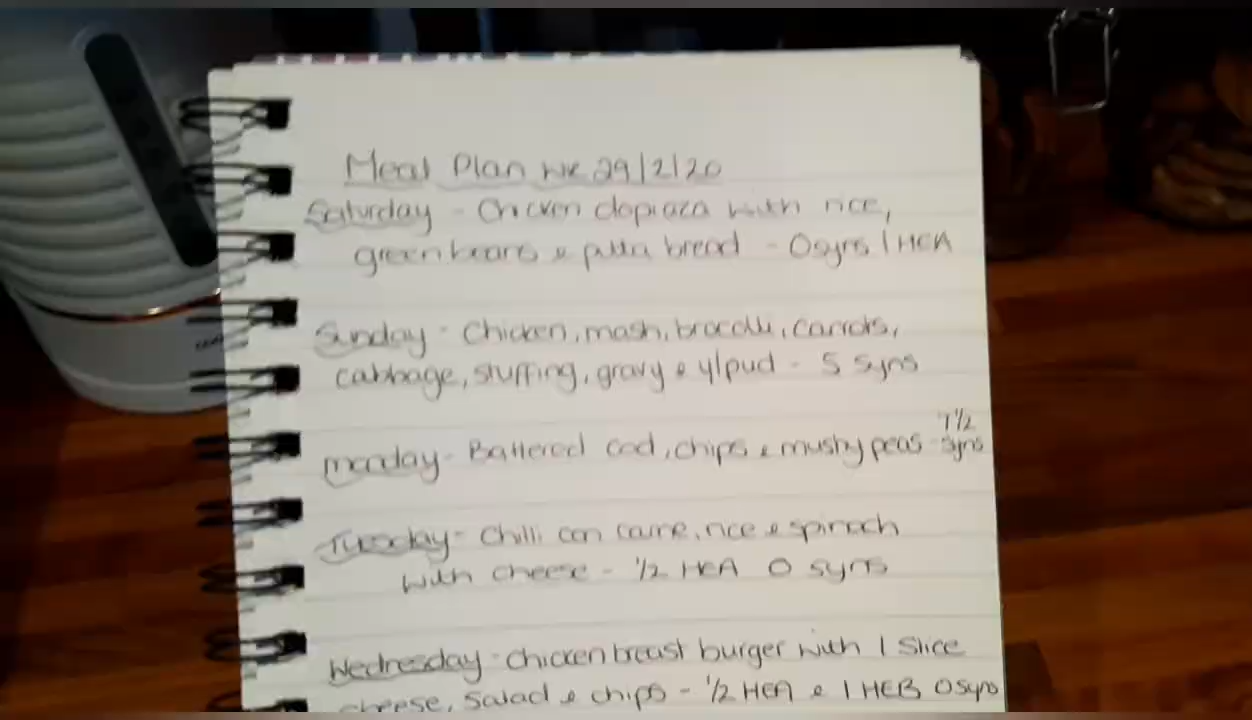 Meal Plan wk 29/2/20
Saturday - Chicken dopiaza with rice,
green beans & pitta bread - 0 syns 1 HEA
Sunday - Chicken, mash, brocolli, carrots,
cabbage, stuffing, gravy & y/pud - 5 Syns
Monday - Battered cod, chips & mushy peas - 7 1/2 Syns
Tuesday - Chilli con carne, rice & spinach
with cheese - 1/2 HEA 0 syns
Wednesday - Chicken breast burger with 1 slice
cheese, salad & chips - 1/2 HEA & 1 HEB 0 syns